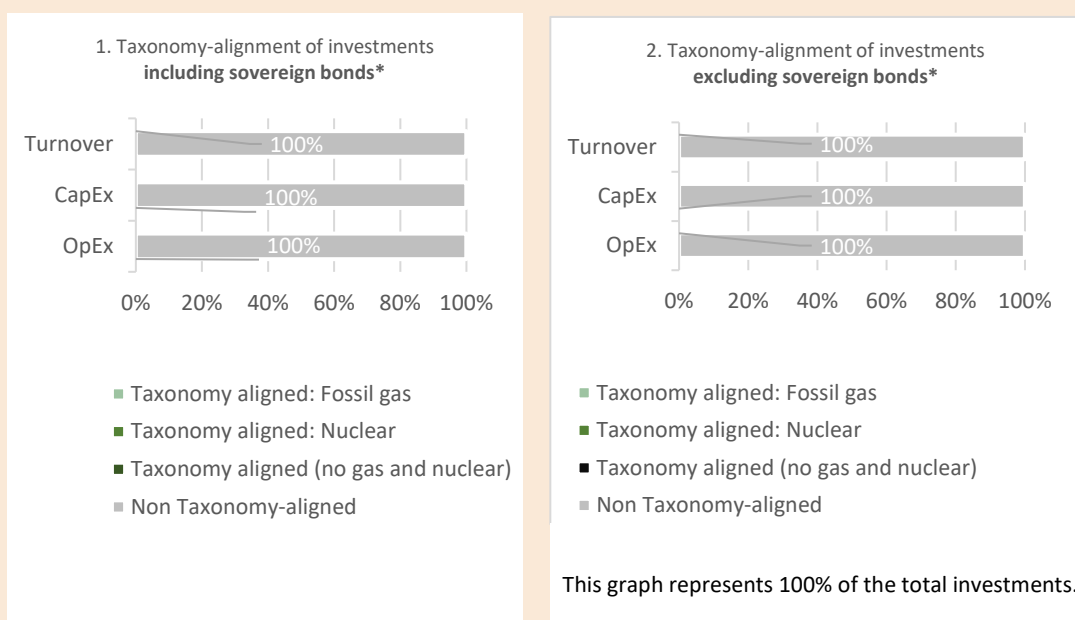 1. Taxonomy-alignment of investments
including sovereign bonds*
Turnover
100%
CapEx
100%
OpEx
100%
0% 20% 40% 60% 80% 100%
Taxonomy aligned: Fossil gas
Taxonomy aligned: Nuclear
Taxonomy aligned (no gas and nuclear)
Non Taxonomy-aligned
2. Taxonomy-alignment of investments
excluding sovereign bonds*
Turnover
100%
CapEx
100%
OpEx
100%
0% 20% 40% 60% 80% 100%
Taxonomy aligned: Fossil gas
Taxonomy aligned: Nuclear
Taxonomy aligned (no gas and nuclear)
Non Taxonomy-aligned
This graph represents 100% of the total investments.